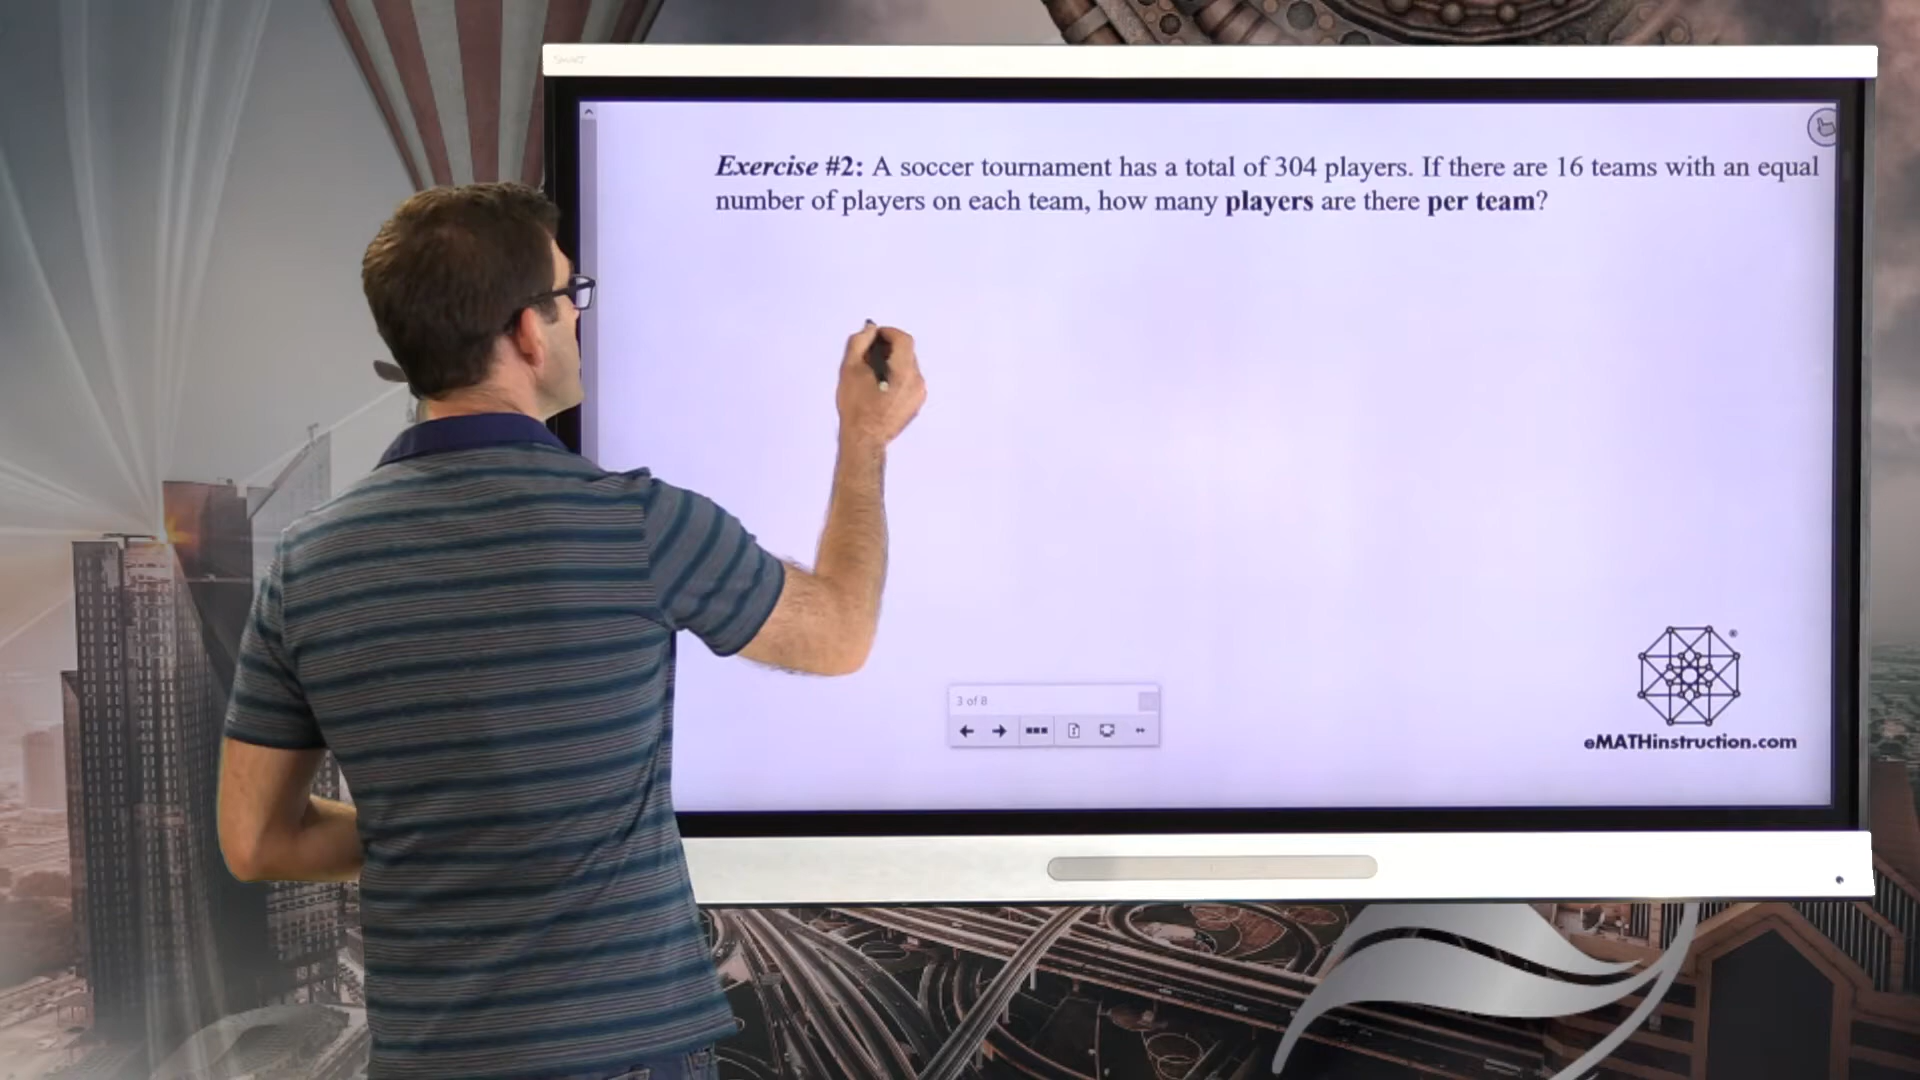 SMART
Exercise #2: A soccer tournament has a total of 304 players. If there are 16 teams with an equal
number of players on each team, how many players are there per team?
3 of 8
®
eMATHinstruction.com